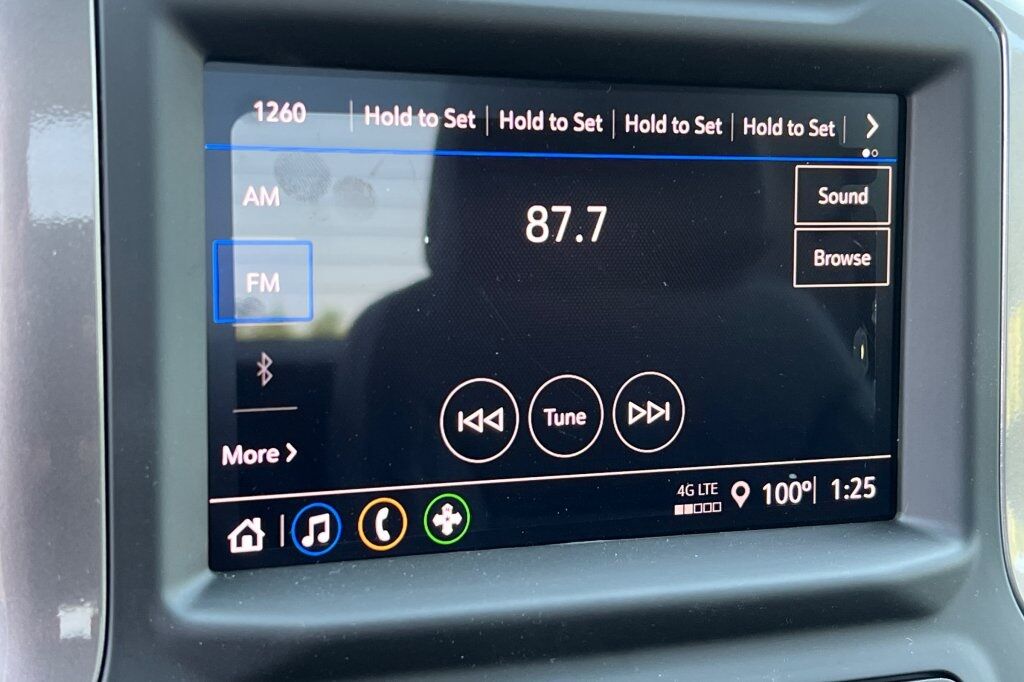 1260 Hold to Set Hold to Set Hold to Set Hold to Set
AM
87.7
Sound
FM
Browse
Tune
More
4G LTE
100° 1:25